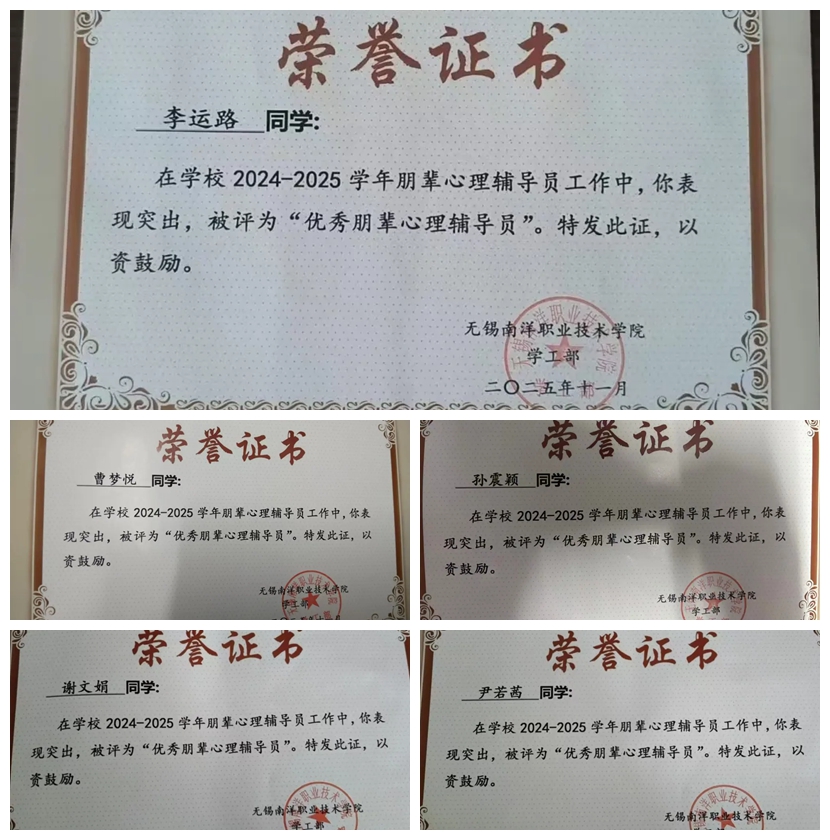 荣誉证书
李运路 同学:
在学校 2024-2025 学年朋辈心理辅导员工作中,你表
现突出，被评为“优秀朋辈心理辅导员”。特发此证，以
资鼓励。
无锡南洋职业技术学院
学工部
二〇二五年十一月
荣誉证书
曹梦悦 同学:
在学校 2024-2025 学年朋辈心理辅导员工作中,你表
现突出，被评为“优秀朋辈心理辅导员”。特发此证，以
资鼓励。
无锡南洋职业技术学院
学工部
荣誉证书
孙震颖 同学:
在学校 2024-2025 学年朋辈心理辅导员工作中,你表
现突出，被评为“优秀朋辈心理辅导员”。特发此证，以
资鼓励。
无锡南洋职业技术学院
学工部
荣誉证书
谢文娟 同学:
在学校 2024-2025 学年朋辈心理辅导员工作中,你表
现突出，被评为“优秀朋辈心理辅导员”。特发此证，以
资鼓励。
无锡南洋职业技术学院
学工部
荣誉证书
尹若茜 同学:
在学校 2024-2025 学年朋辈心理辅导员工作中,你表
现突出，被评为“优秀朋辈心理辅导员”。特发此证，以
资鼓励。
无锡南洋职业技术学院